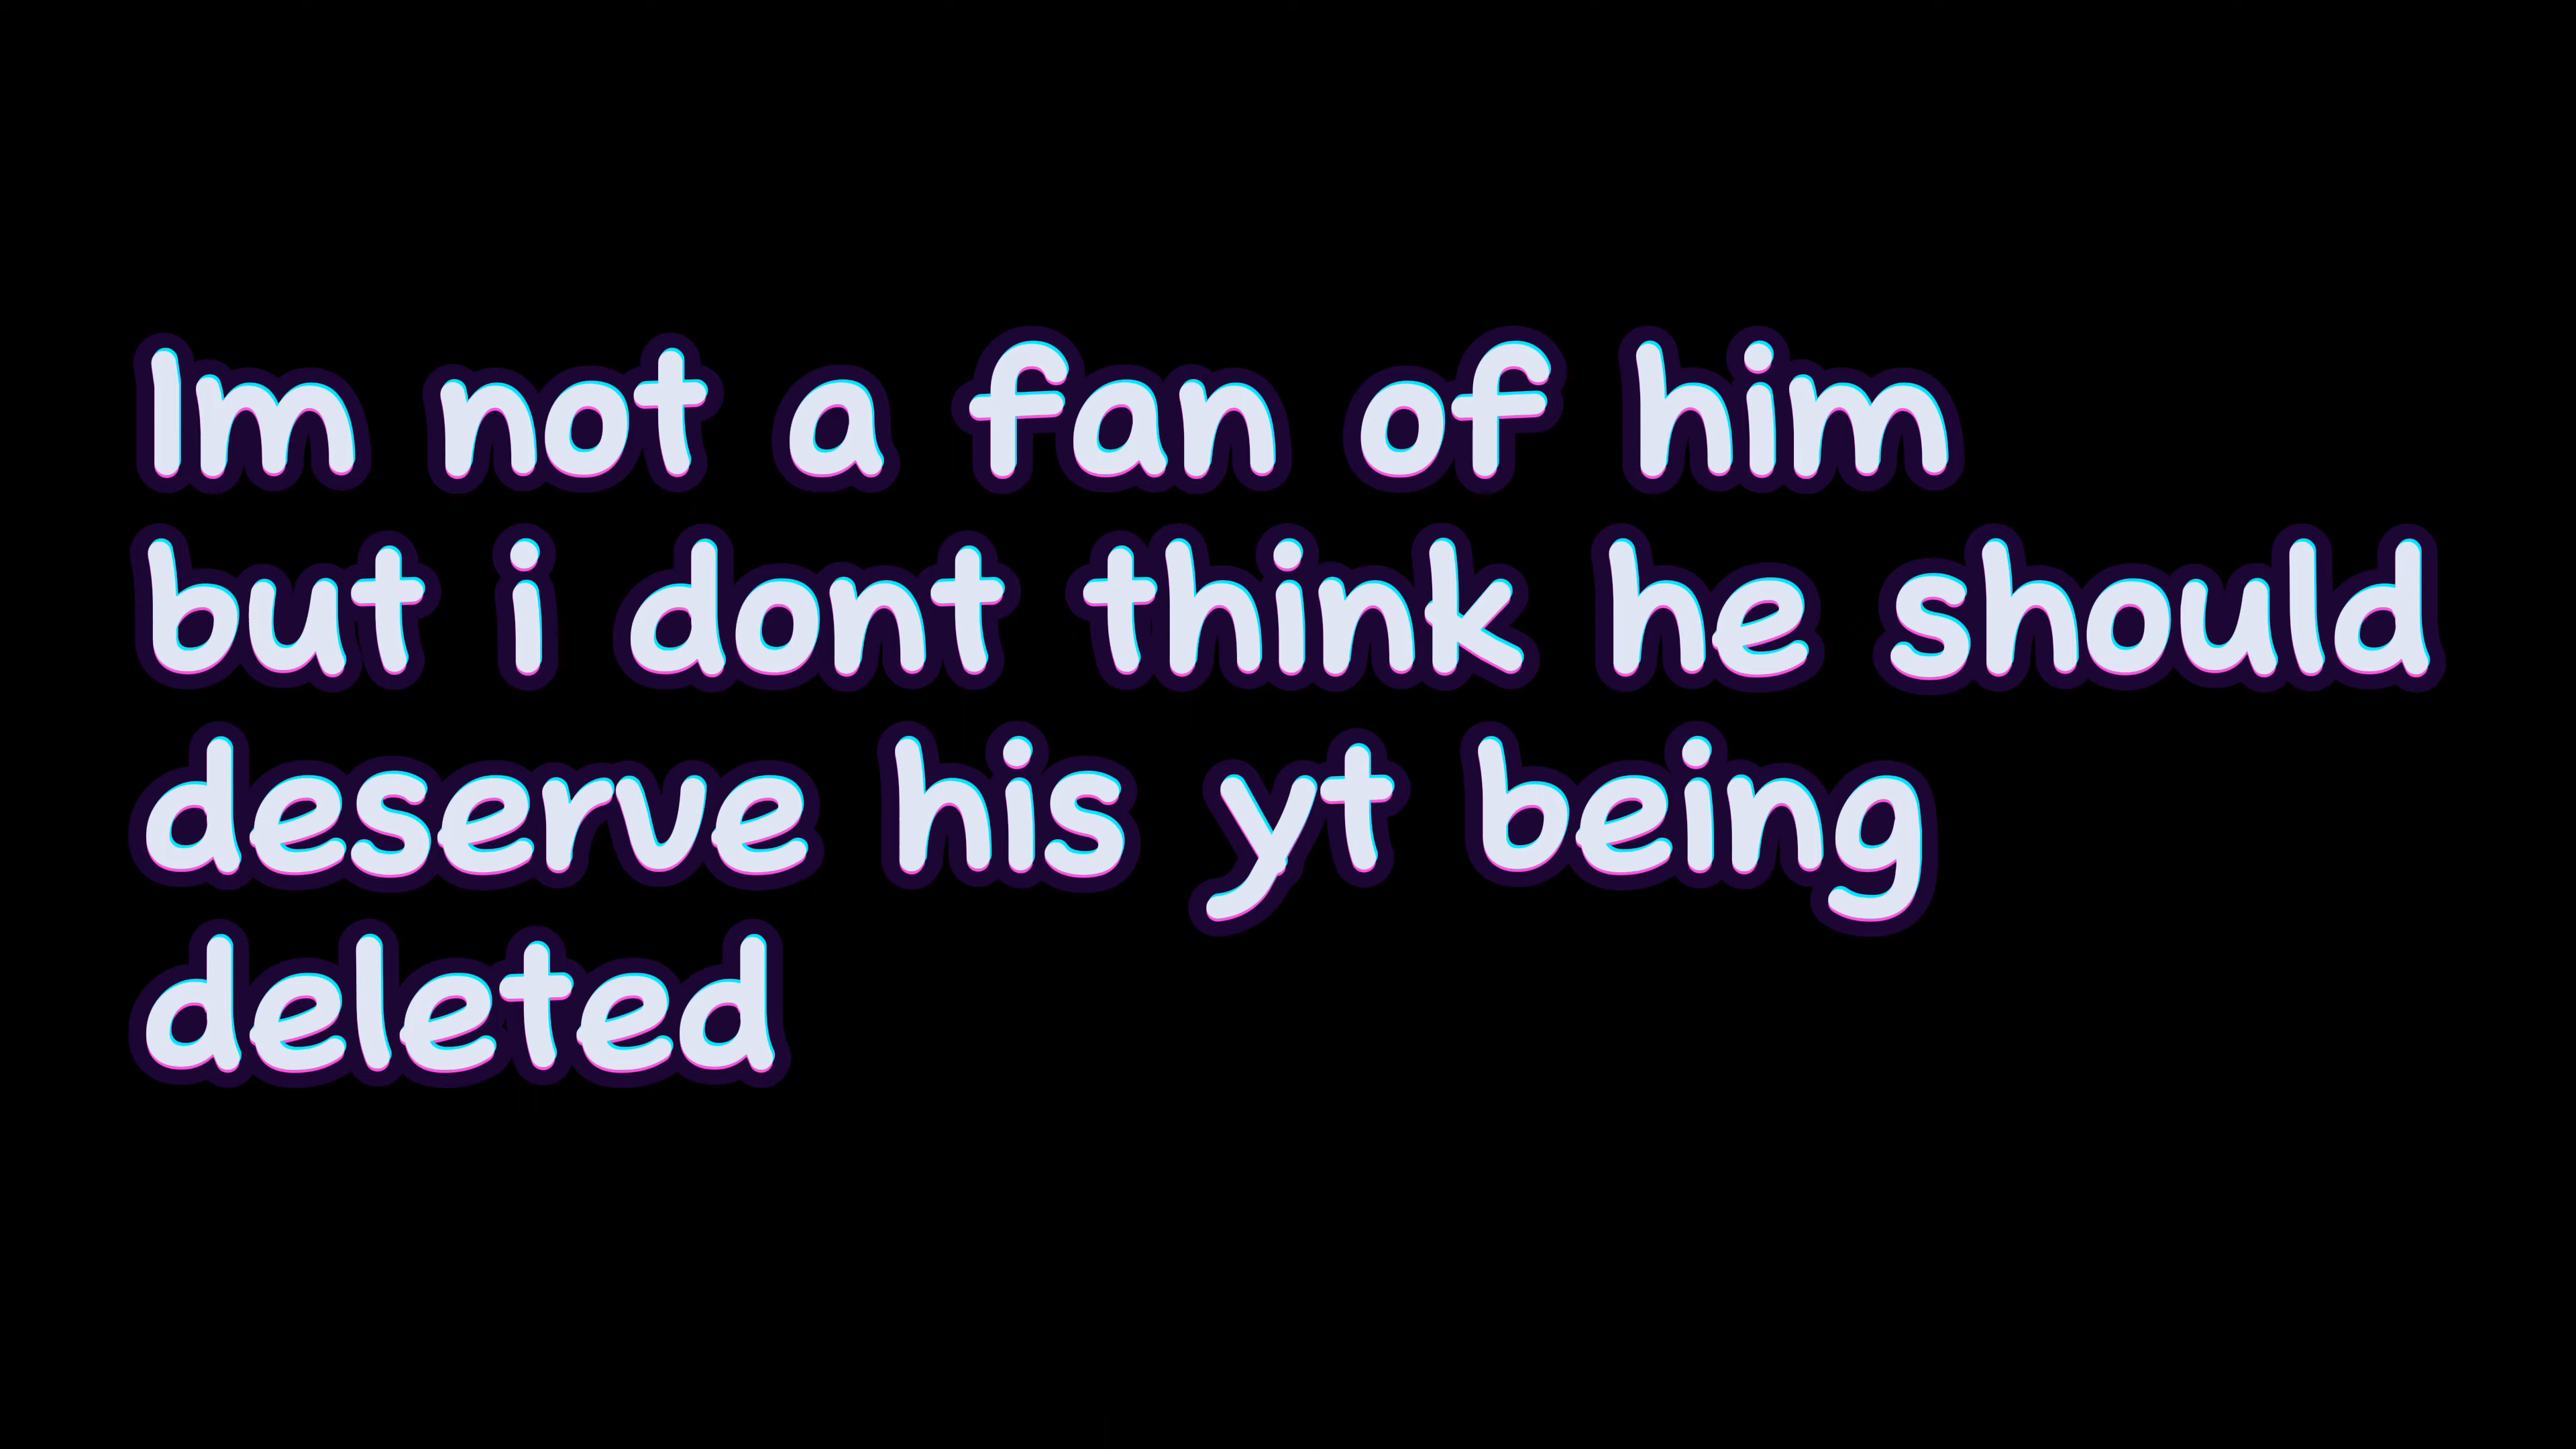 Im not a fan of him
but i dont think he should
deserve his yt being
deleted